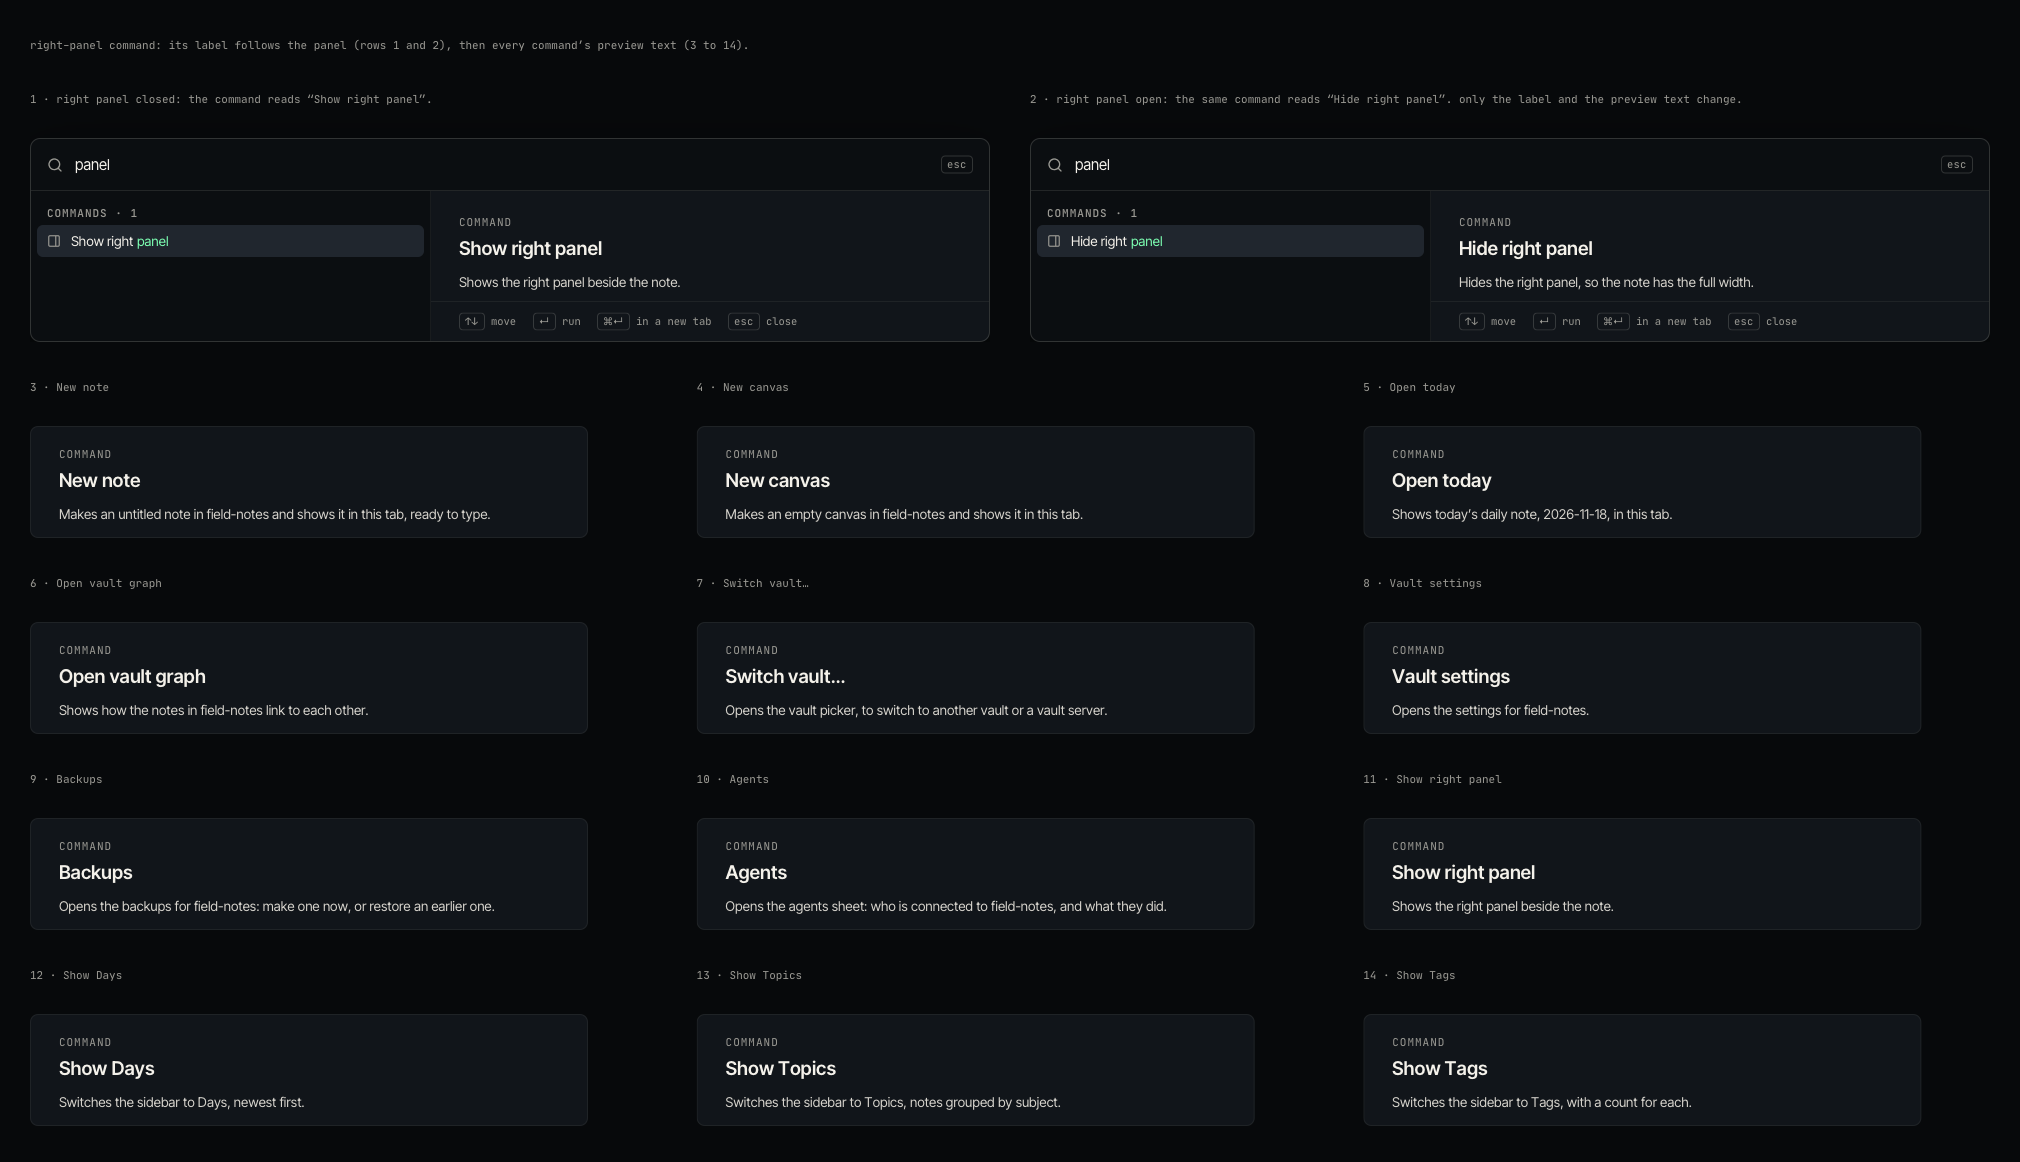 right-panel command: its label follows the panel (rows 1 and 2), then every command's preview text (3 to 14).
1 · right panel closed: the command reads “Show right panel”.
panel
esc
COMMANDS · 1
Show right panel
COMMAND
Show right panel
Shows the right panel beside the note.
↑↓ move ↵ run ⌘↵ in a new tab esc close
2 · right panel open: the same command reads “Hide right panel”. only the label and the preview text change.
panel
esc
COMMANDS · 1
Hide right panel
COMMAND
Hide right panel
Hides the right panel, so the note has the full width.
↑↓ move ↵ run ⌘↵ in a new tab esc close
3 · New note
COMMAND
New note
Makes an untitled note in field-notes and shows it in this tab, ready to type.
4 · New canvas
COMMAND
New canvas
Makes an empty canvas in field-notes and shows it in this tab.
5 · Open today
COMMAND
Open today
Shows today's daily note, 2026-11-18, in this tab.
6 · Open vault graph
COMMAND
Open vault graph
Shows how the notes in field-notes link to each other.
7 · Switch vault…
COMMAND
Switch vault…
Opens the vault picker, to switch to another vault or a vault server.
8 · Vault settings
COMMAND
Vault settings
Opens the settings for field-notes.
9 · Backups
COMMAND
Backups
Opens the backups for field-notes: make one now, or restore an earlier one.
10 · Agents
COMMAND
Agents
Opens the agents sheet: who is connected to field-notes, and what they did.
11 · Show right panel
COMMAND
Show right panel
Shows the right panel beside the note.
12 · Show Days
COMMAND
Show Days
Switches the sidebar to Days, newest first.
13 · Show Topics
COMMAND
Show Topics
Switches the sidebar to Topics, notes grouped by subject.
14 · Show Tags
COMMAND
Show Tags
Switches the sidebar to Tags, with a count for each.